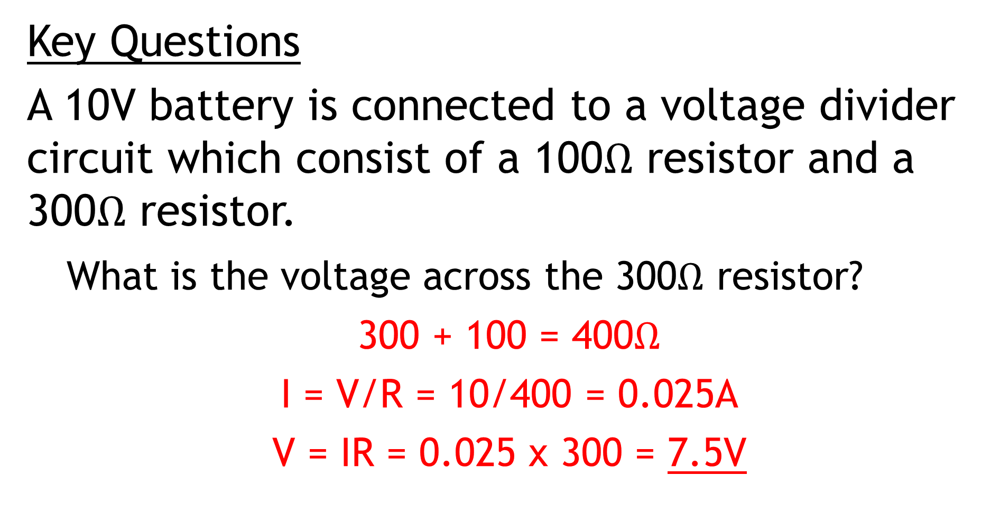 Key Questions
A 10V battery is connected to a voltage divider
circuit which consist of a 100Ω resistor and a
300Ω resistor.
What is the voltage across the 300Ω resistor?
300 + 100 = 400Ω
I = V/R = 10/400 = 0.025A
V = IR = 0.025 x 300 = 7.5V